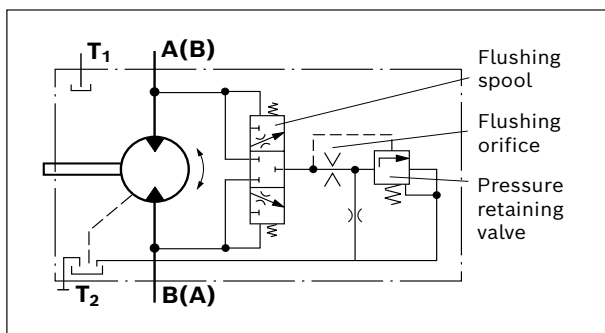 T1
A(B)
Flushing
spool
Flushing
orifice
Pressure
retaining
valve
T2
B(A)